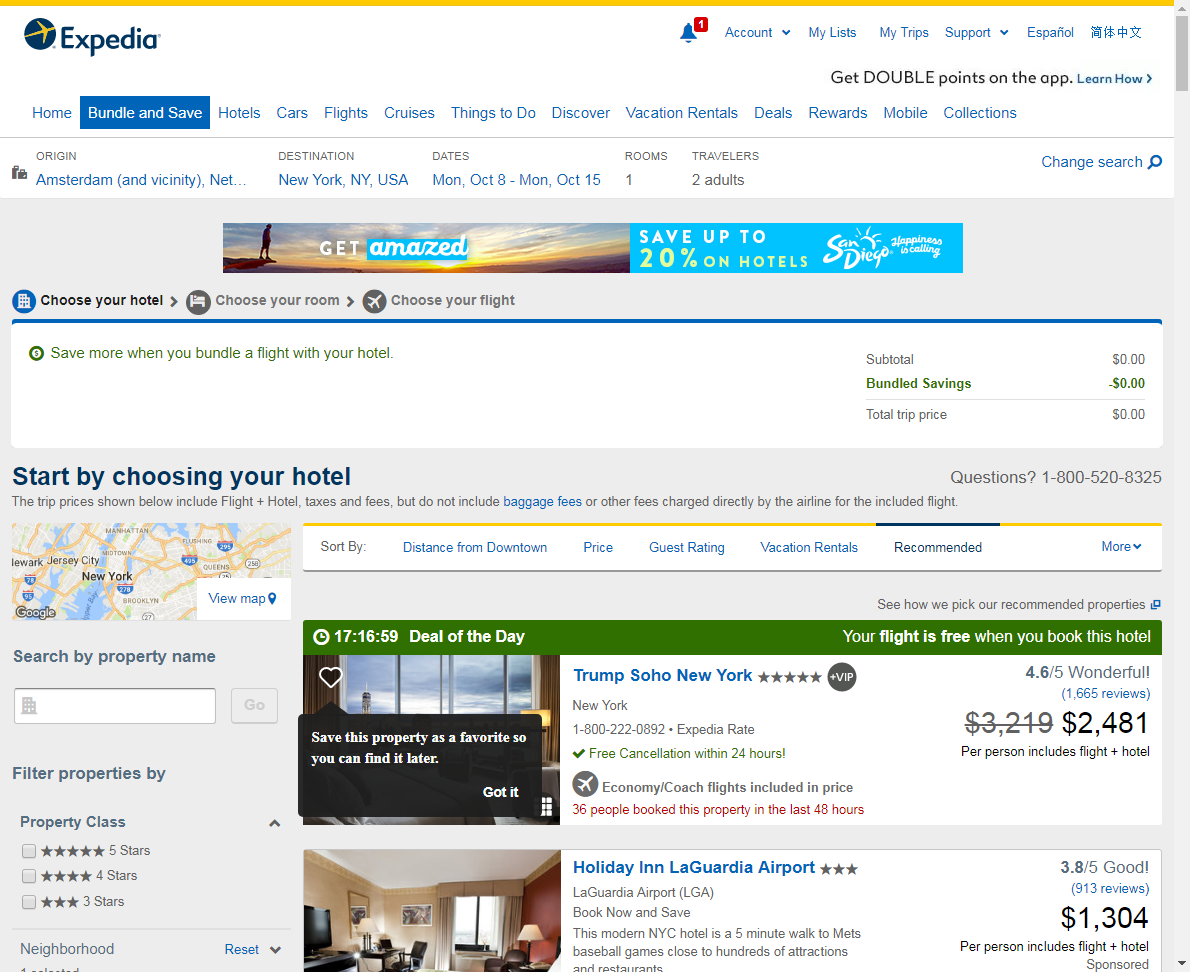 Expedia
1
Account
My Lists
My Trips
Support
Español
简体中文
Get DOUBLE points on the app. Learn How
Home
Bundle and Save
Hotels
Cars
Flights
Cruises
Things to Do
Discover
Vacation Rentals
Deals
Rewards
Mobile
Collections
ORIGIN
DESTINATION
DATES
ROOMS
TRAVELERS
Change search
Amsterdam (and vicinity), Net...
New York, NY, USA
Mon, Oct 8 - Mon, Oct 15
1
2 adults
GET amazed
SAVE UP TO
20% ON HOTELS
San Diego
Happiness is calling
Choose your hotel
Choose your room
Choose your flight
Save more when you bundle a flight with your hotel.
Subtotal $0.00
Bundled Savings -$0.00
Total trip price $0.00
Start by choosing your hotel
Questions? 1-800-520-8325
The trip prices shown below include Flight + Hotel, taxes and fees, but do not include baggage fees or other fees charged directly by the airline for the included flight.
MANHATTAN
FLUSHING
295
MIDTOWN
ewark Jersey City
495
QUEENS
25
New York
78
278
BROOKLYN
95
27
Google
View map
Sort By:
Distance from Downtown
Price
Guest Rating
Vacation Rentals
Recommended
More
See how we pick our recommended properties
Search by property name
Go
Filter properties by
Property Class
5 Stars
4 Stars
3 Stars
Neighborhood
Reset
1 selected
17:16:59 Deal of the Day
Your flight is free when you book this hotel
Save this property as a favorite so
you can find it later.
Got it
Trump Soho New York
+VIP
New York
1-800-222-0892 • Expedia Rate
Free Cancellation within 24 hours!
Economy/Coach flights included in price
36 people booked this property in the last 48 hours
4.6/5 Wonderful!
(1,665 reviews)
$3,219 $2,481
Per person includes flight + hotel
Holiday Inn LaGuardia Airport
LaGuardia Airport (LGA)
Book Now and Save
This modern NYC hotel is a 5 minute walk to Mets
baseball games close to hundreds of attractions
and restaurants
3.8/5 Good!
(913 reviews)
$1,304
Per person includes flight + hotel
Sponsored